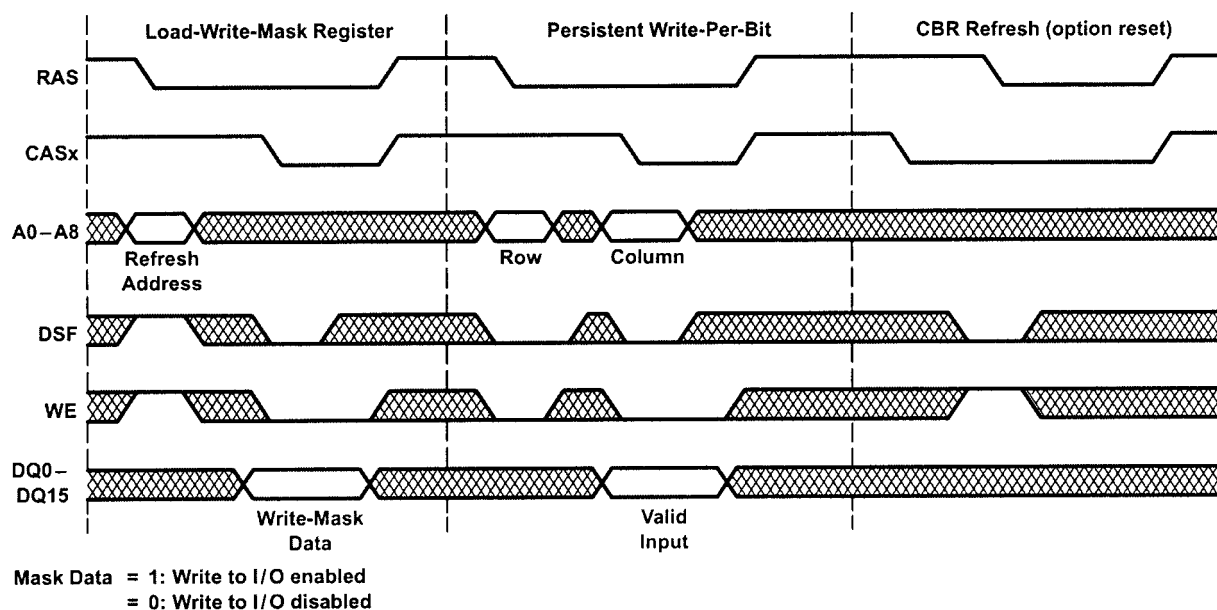 Load-Write-Mask Register
Persistent Write-Per-Bit
CBR Refresh (option reset)
RAS
CASx
A0–A8
Refresh
Address
Row
Column
DSF
WE
DQ0–
DQ15
Write-Mask
Data
Valid
Input
Mask Data = 1: Write to I/O enabled
= 0: Write to I/O disabled